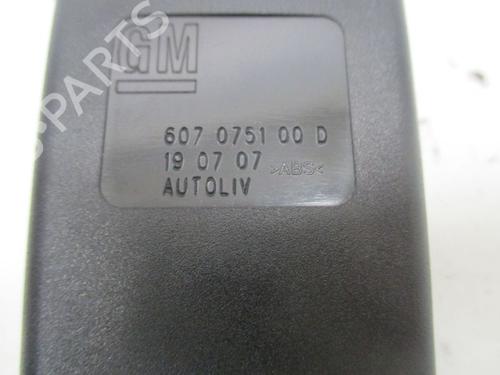 GM
607 0751 00 D
19 07 07 >ABS<
AUTOLIV
PARTS